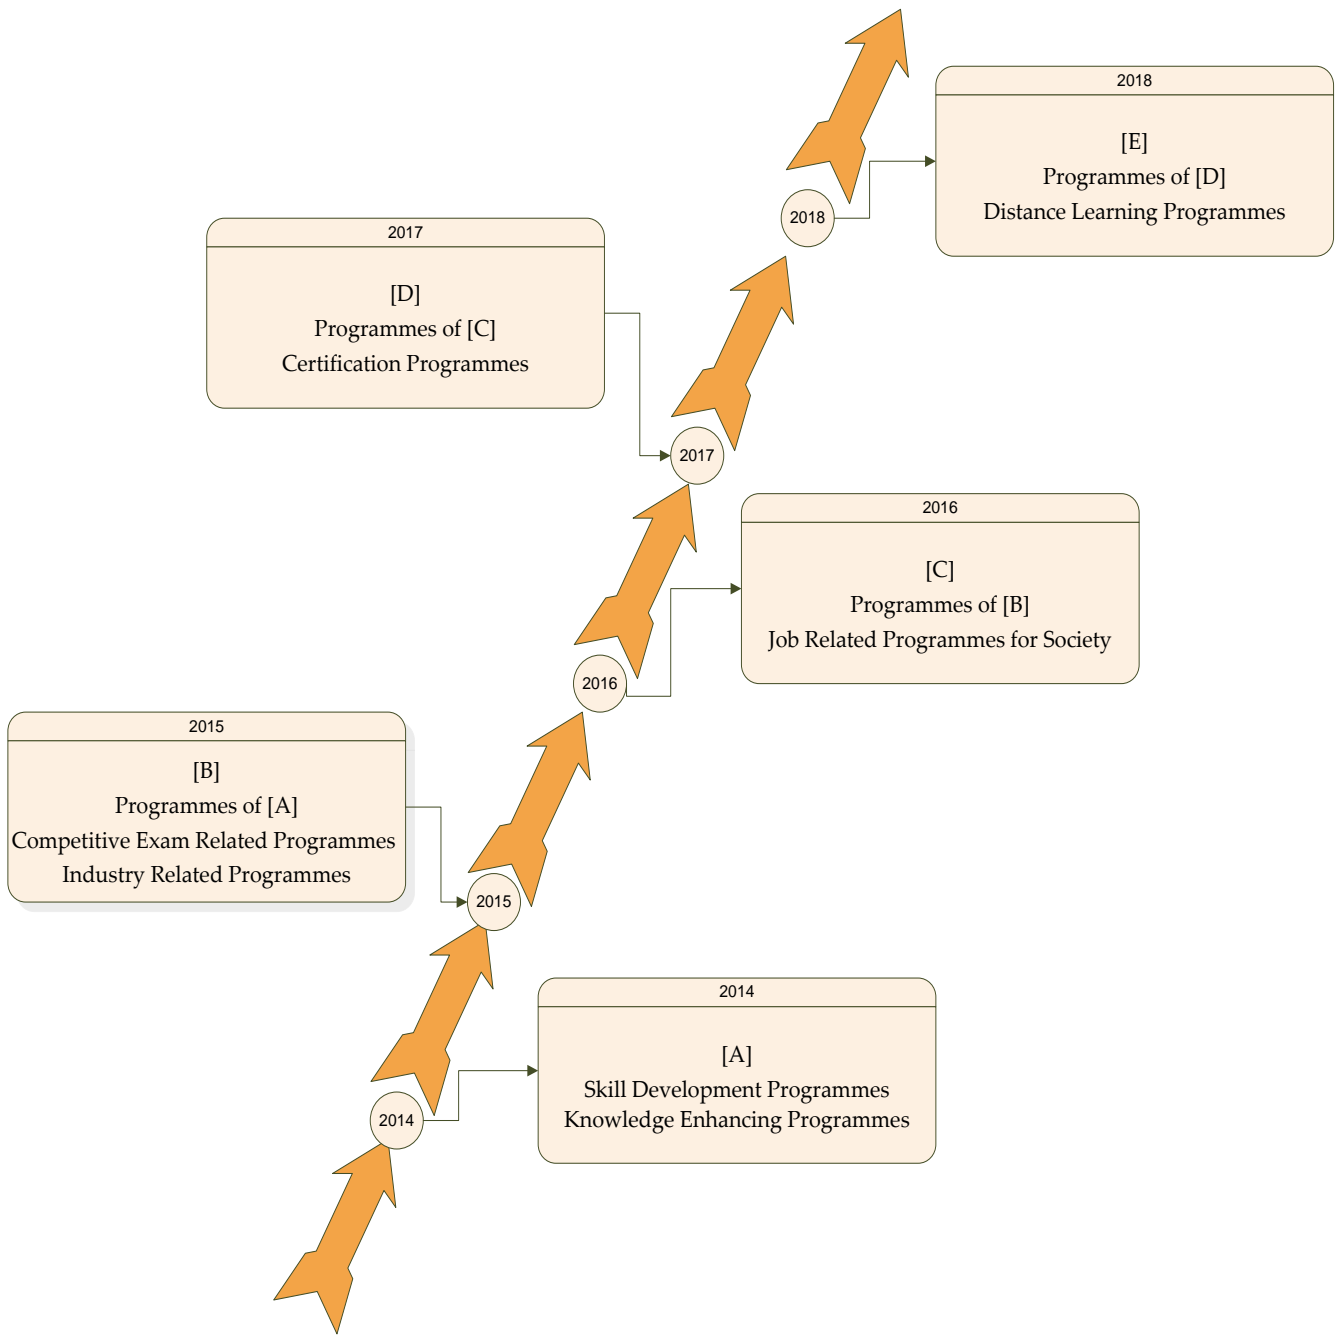 2018
[E]
Programmes of [D]
Distance Learning Programmes
2018
2017
[D]
Programmes of [C]
Certification Programmes
2017
2016
[C]
Programmes of [B]
Job Related Programmes for Society
2016
2015
[B]
Programmes of [A]
Competitive Exam Related Programmes
Industry Related Programmes
2015
2014
[A]
Skill Development Programmes
Knowledge Enhancing Programmes
2014